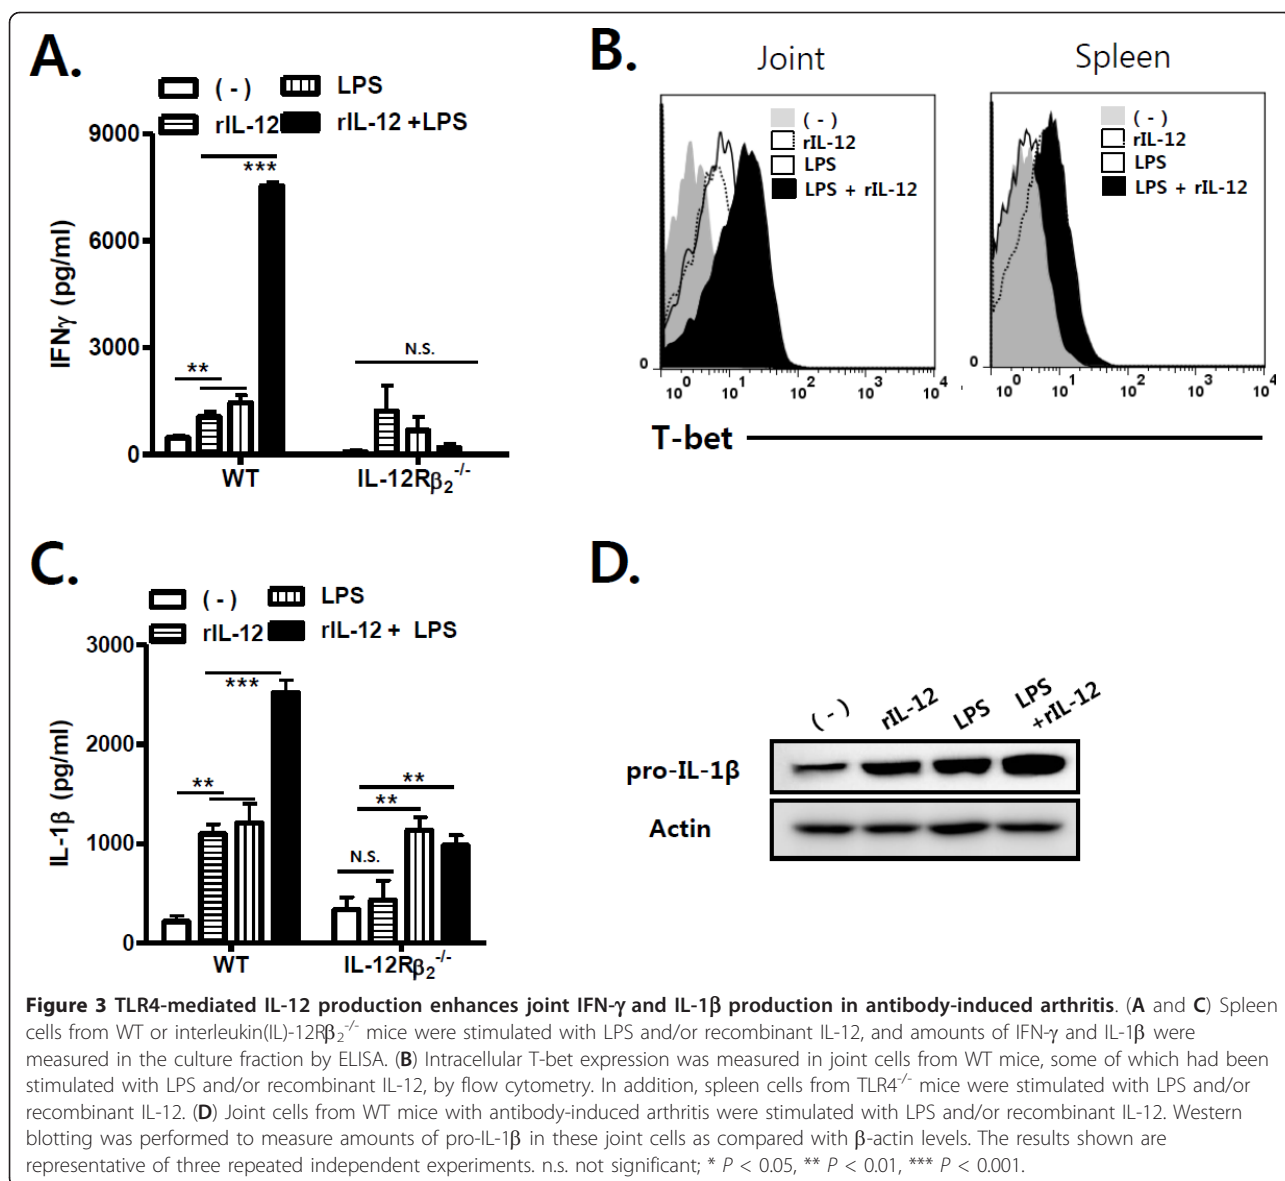 A.
( - )
LPS
rIL-12
rIL-12 +LPS
9000
6000
3000
0
IFNγ (pg/ml)
***
**
N.S.
WT
IL-12Rβ2-/-
B.
Joint
Spleen
( - )
rIL-12
LPS
LPS + rIL-12
0
10^0 10^1 10^2 10^3 10^4
( - )
rIL-12
LPS
LPS + rIL-12
0
10^0 10^1 10^2 10^3 10^4
T-bet
C.
( - )
LPS
rIL-12
rIL-12 + LPS
3000
2000
1000
0
IL-1β (pg/ml)
***
**
**
**
N.S.
WT
IL-12Rβ2-/-
D.
( - )
rIL-12
LPS
LPS
+rIL-12
pro-IL-1β
Actin
Figure 3 TLR4-mediated IL-12 production enhances joint IFN-γ and IL-1β production in antibody-induced arthritis. (A and C) Spleen
cells from WT or interleukin(IL)-12Rβ2-/- mice were stimulated with LPS and/or recombinant IL-12, and amounts of IFN-γ and IL-1β were
measured in the culture fraction by ELISA. (B) Intracellular T-bet expression was measured in joint cells from WT mice, some of which had been
stimulated with LPS and/or recombinant IL-12, by flow cytometry. In addition, spleen cells from TLR4-/- mice were stimulated with LPS and/or
recombinant IL-12. (D) Joint cells from WT mice with antibody-induced arthritis were stimulated with LPS and/or recombinant IL-12. Western
blotting was performed to measure amounts of pro-IL-1β in these joint cells as compared with β-actin levels. The results shown are
representative of three repeated independent experiments. n.s. not significant; * P < 0.05, ** P < 0.01, *** P < 0.001.